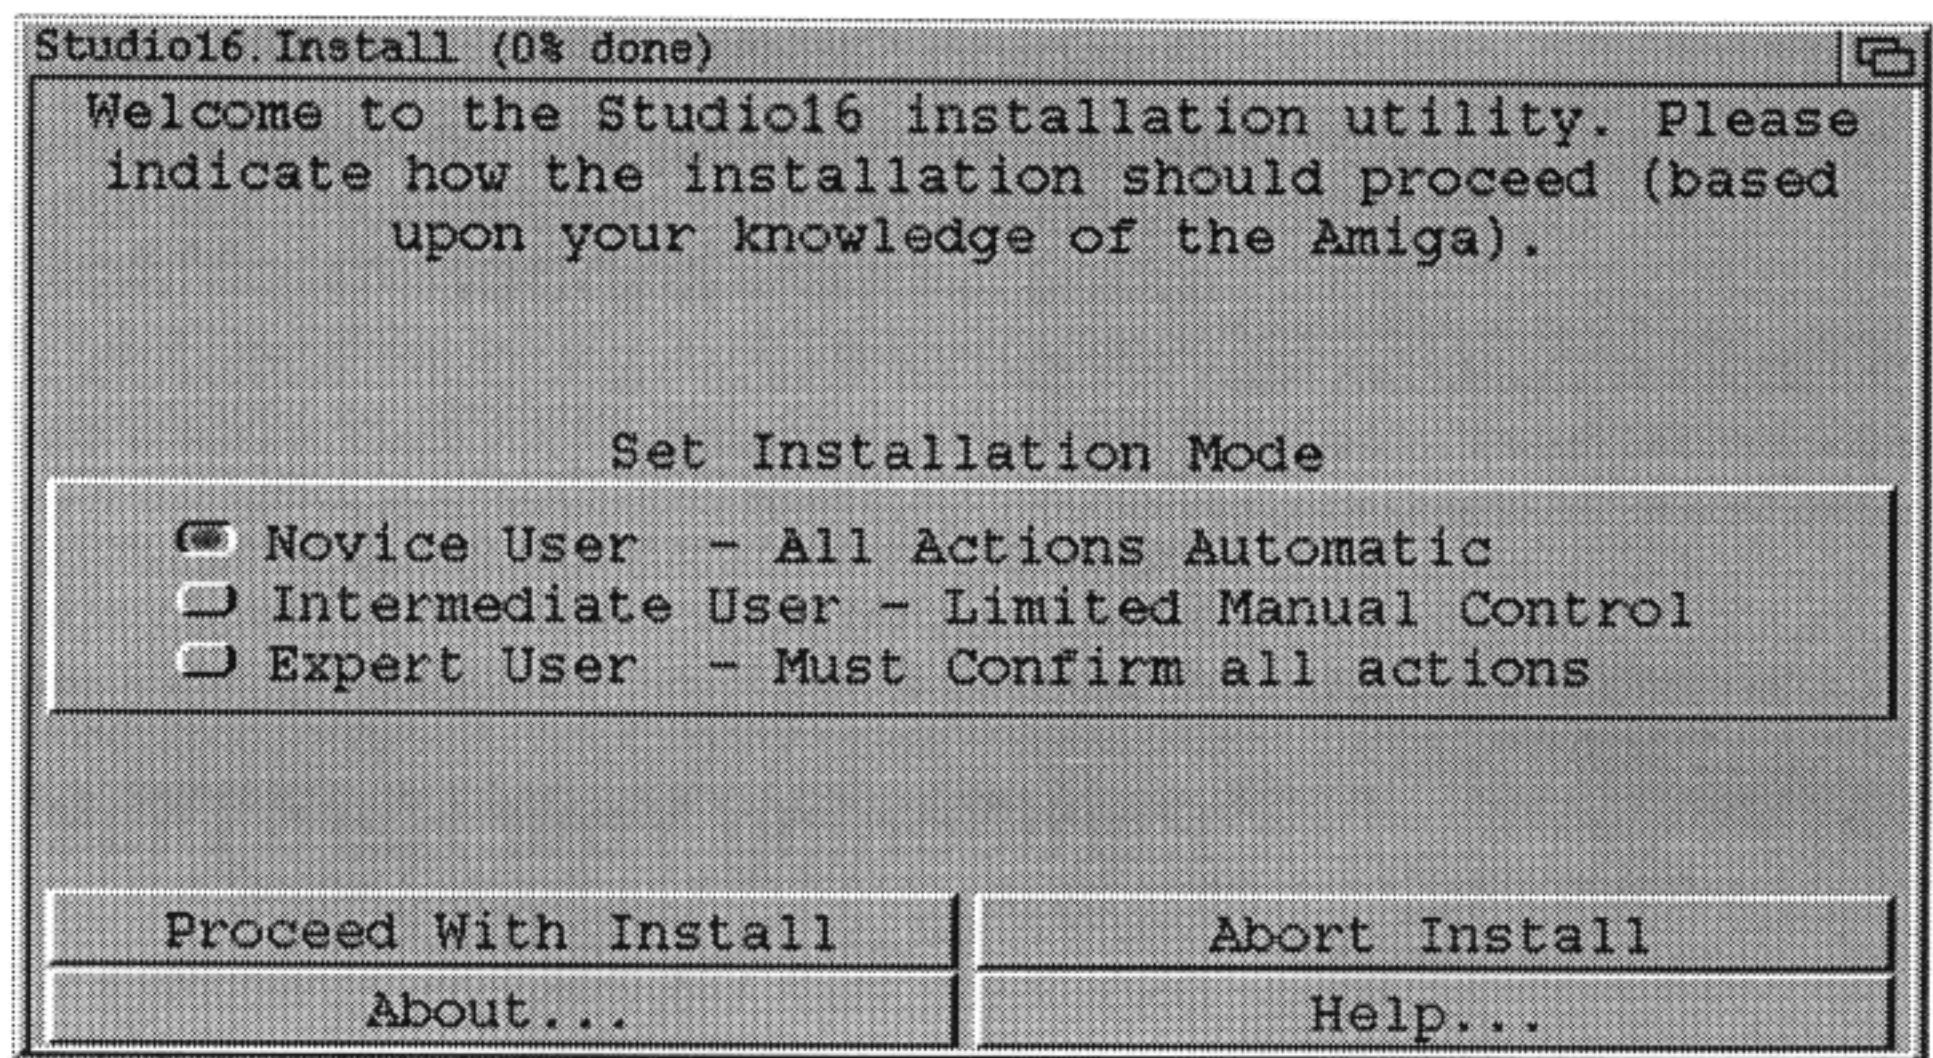 Studio16.Install (0% done)
Welcome to the Studio16 installation utility. Please
indicate how the installation should proceed (based
upon your knowledge of the Amiga).
Set Installation Mode
Novice User - All Actions Automatic
Intermediate User - Limited Manual Control
Expert User - Must Confirm all actions
Proceed With Install
Abort Install
About...
Help...